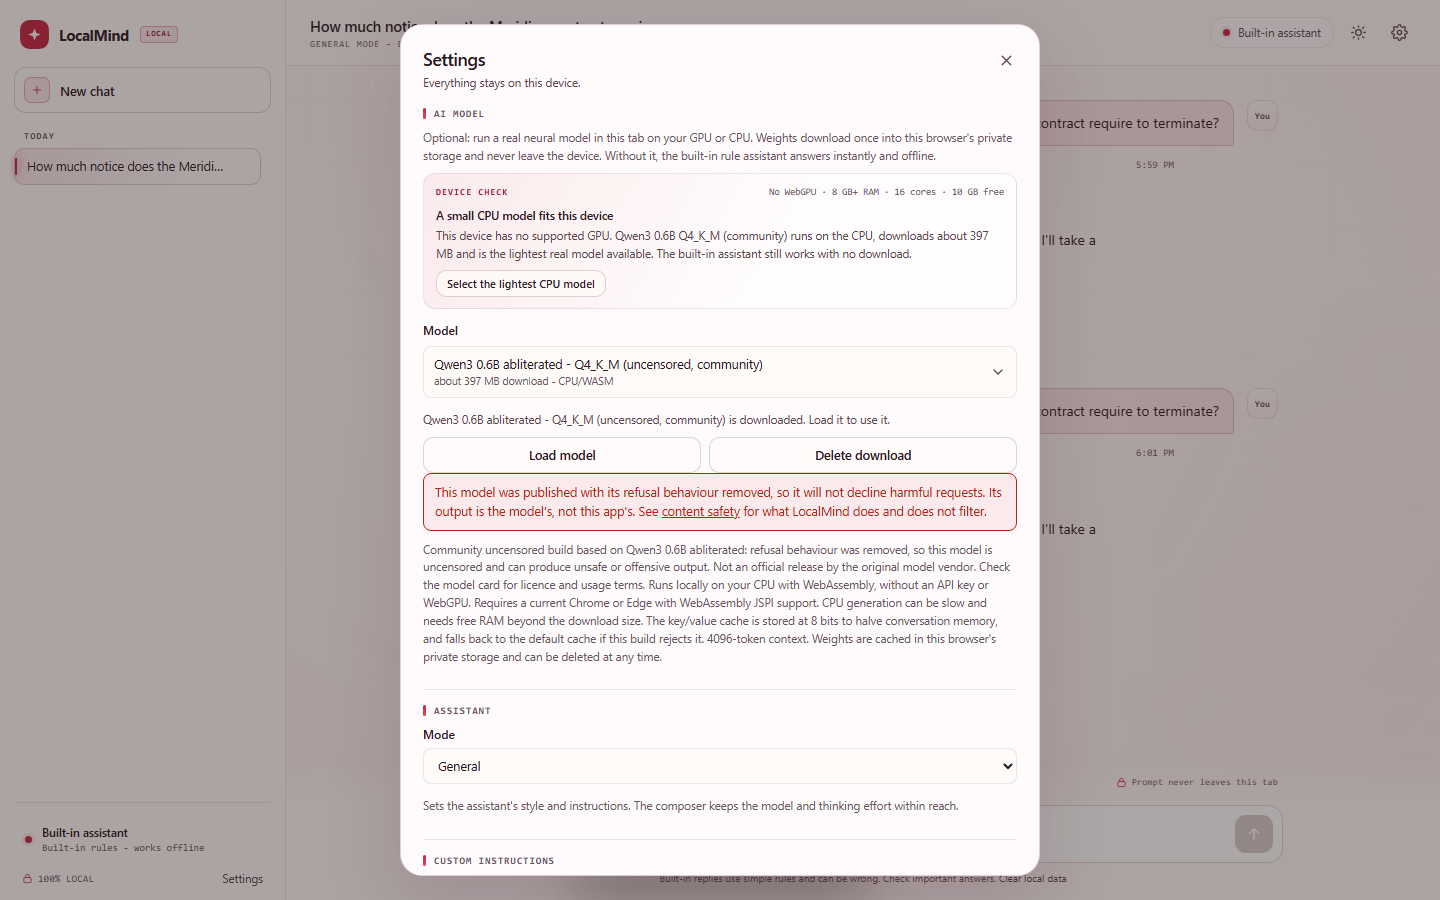 LocalMind
LOCAL
New chat
TODAY
How much notice does the Meridi...
Built-in assistant
Built-in rules - works offline
100% LOCAL
Settings
How much notice
GENERAL MODE -
Built-in assistant
contract require to terminate?
You
5:59 PM
I'll take a
contract require to terminate?
You
6:01 PM
I'll take a
Prompt never leaves this tab
Built-in replies use simple rules and can be wrong. Check important answers. Clear local data
Settings
Everything stays on this device.
AI MODEL
Optional: run a real neural model in this tab on your GPU or CPU. Weights download once into this browser's private
storage and never leave the device. Without it, the built-in rule assistant answers instantly and offline.
DEVICE CHECK
No WebGPU · 8 GB+ RAM · 16 cores · 10 GB free
A small CPU model fits this device
This device has no supported GPU. Qwen3 0.6B Q4_K_M (community) runs on the CPU, downloads about 397
MB and is the lightest real model available. The built-in assistant still works with no download.
Select the lightest CPU model
Model
Qwen3 0.6B abliterated - Q4_K_M (uncensored, community)
about 397 MB download - CPU/WASM
Qwen3 0.6B abliterated - Q4_K_M (uncensored, community) is downloaded. Load it to use it.
Load model
Delete download
This model was published with its refusal behaviour removed, so it will not decline harmful requests. Its
output is the model's, not this app's. See content safety for what LocalMind does and does not filter.
Community uncensored build based on Qwen3 0.6B abliterated: refusal behaviour was removed, so this model is
uncensored and can produce unsafe or offensive output. Not an official release by the original model vendor. Check
the model card for licence and usage terms. Runs locally on your CPU with WebAssembly, without an API key or
WebGPU. Requires a current Chrome or Edge with WebAssembly JSPI support. CPU generation can be slow and
needs free RAM beyond the download size. The key/value cache is stored at 8 bits to halve conversation memory,
and falls back to the default cache if this build rejects it. 4096-token context. Weights are cached in this browser's
private storage and can be deleted at any time.
ASSISTANT
Mode
General
Sets the assistant's style and instructions. The composer keeps the model and thinking effort within reach.
CUSTOM INSTRUCTIONS